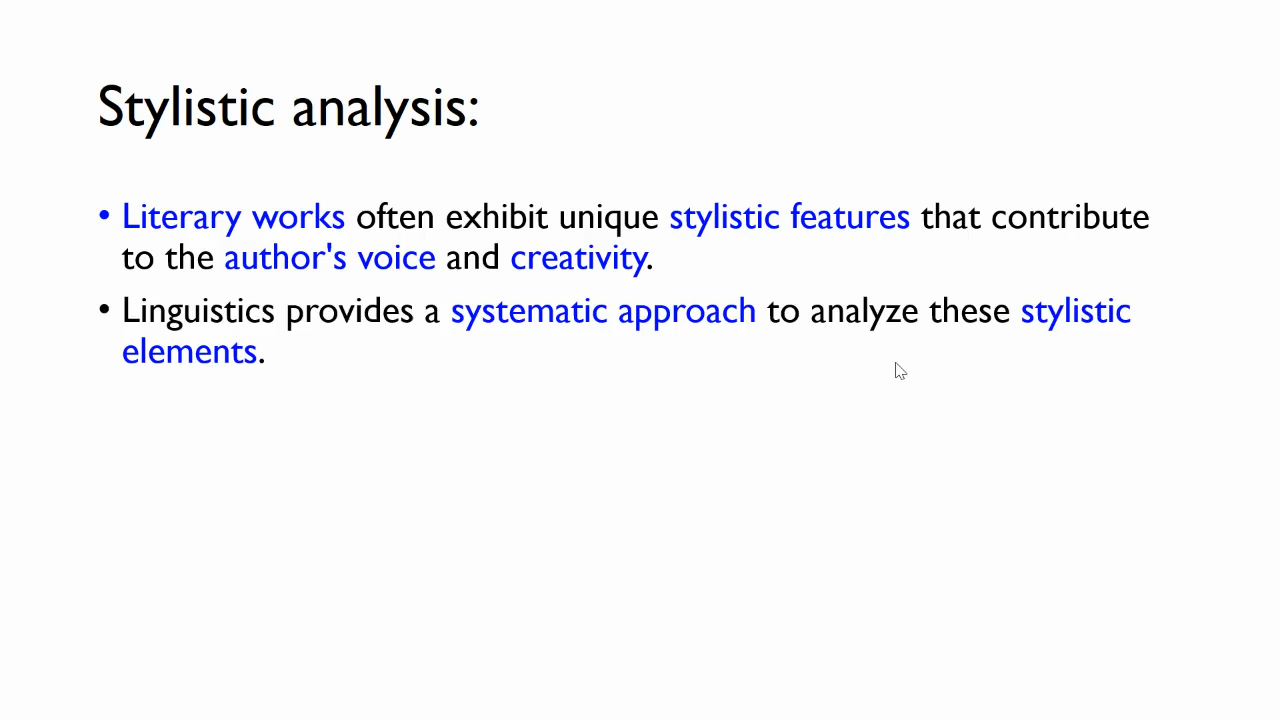 Stylistic analysis:
• Literary works often exhibit unique stylistic features that contribute
to the author's voice and creativity.
• Linguistics provides a systematic approach to analyze these stylistic
elements.